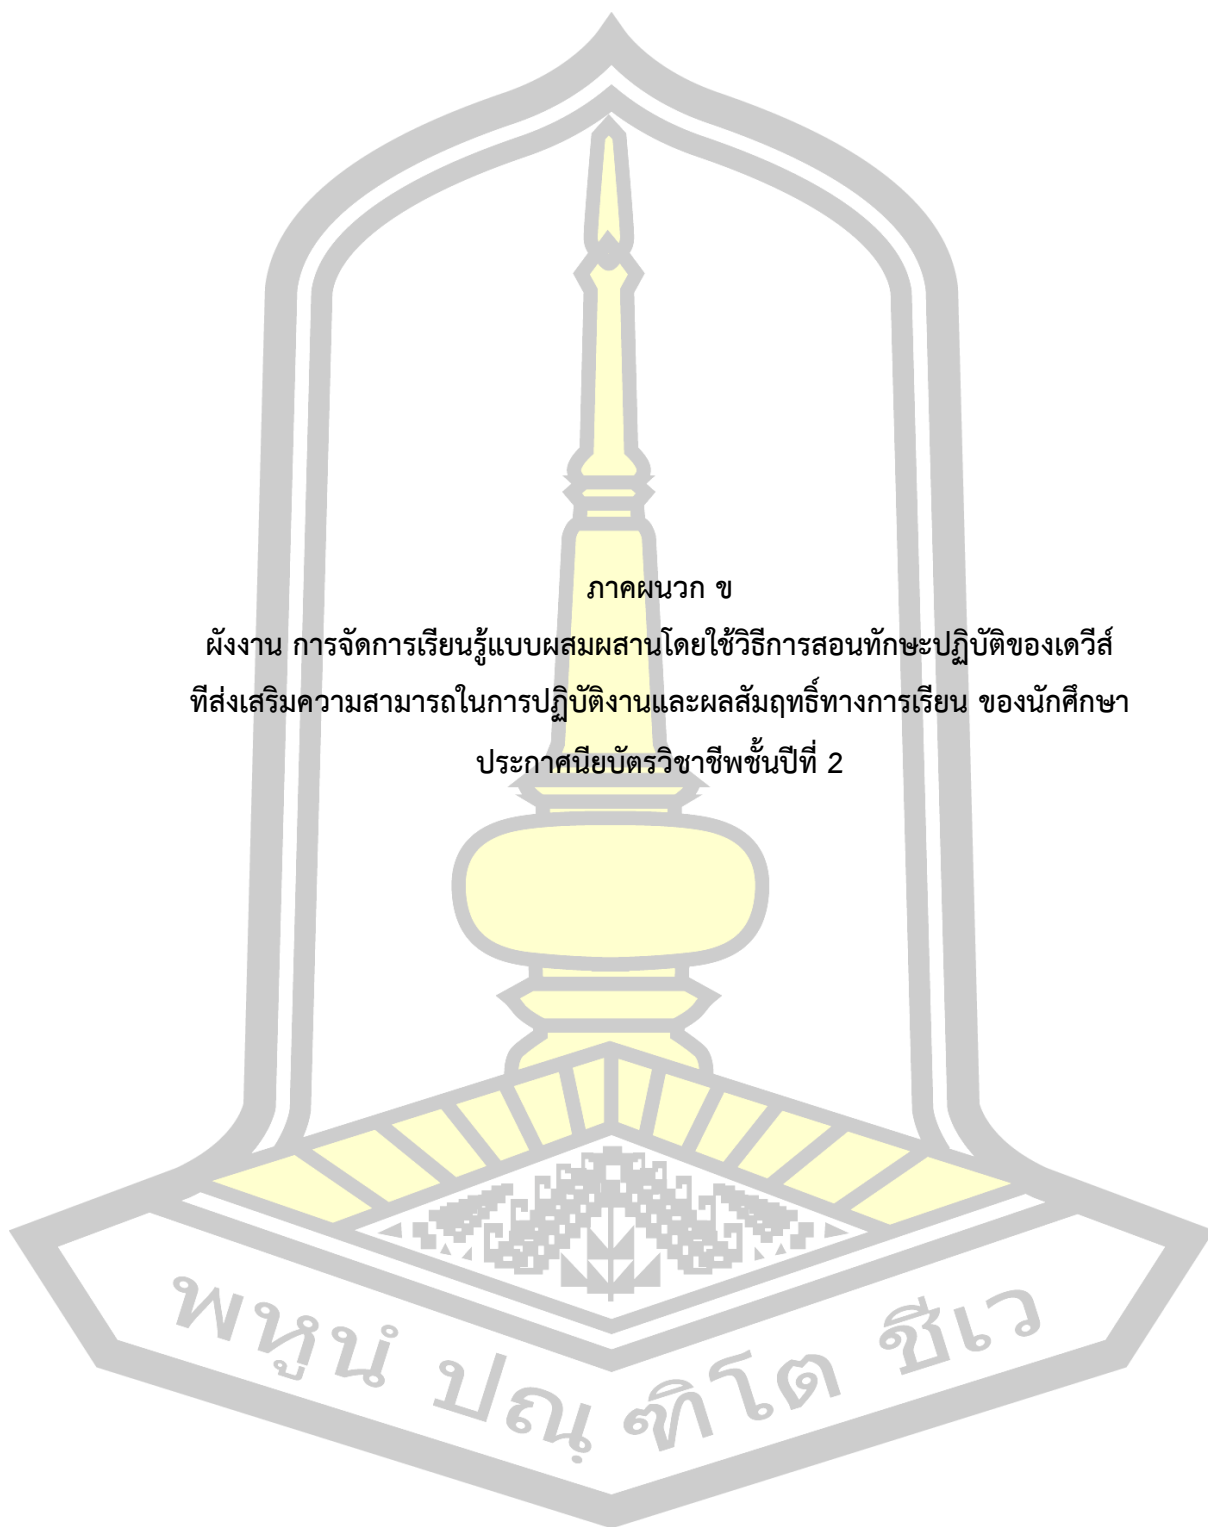 ภาคผนวก ข
ผังงาน การจัดการเรียนรู้แบบผสมผสานโดยใช้วิธีการสอนทักษะปฏิบัติของเดวีส์
ทีส่งเสริมความสามารถในการปฏิบัติงานและผลสัมฤทธิ์ทางการเรียน ของนักศึกษา
ประกาศนียบัตรวิชาชีพชั้นปีที่ 2
พหูนํ ปณฺ ฑิโต ชีเว